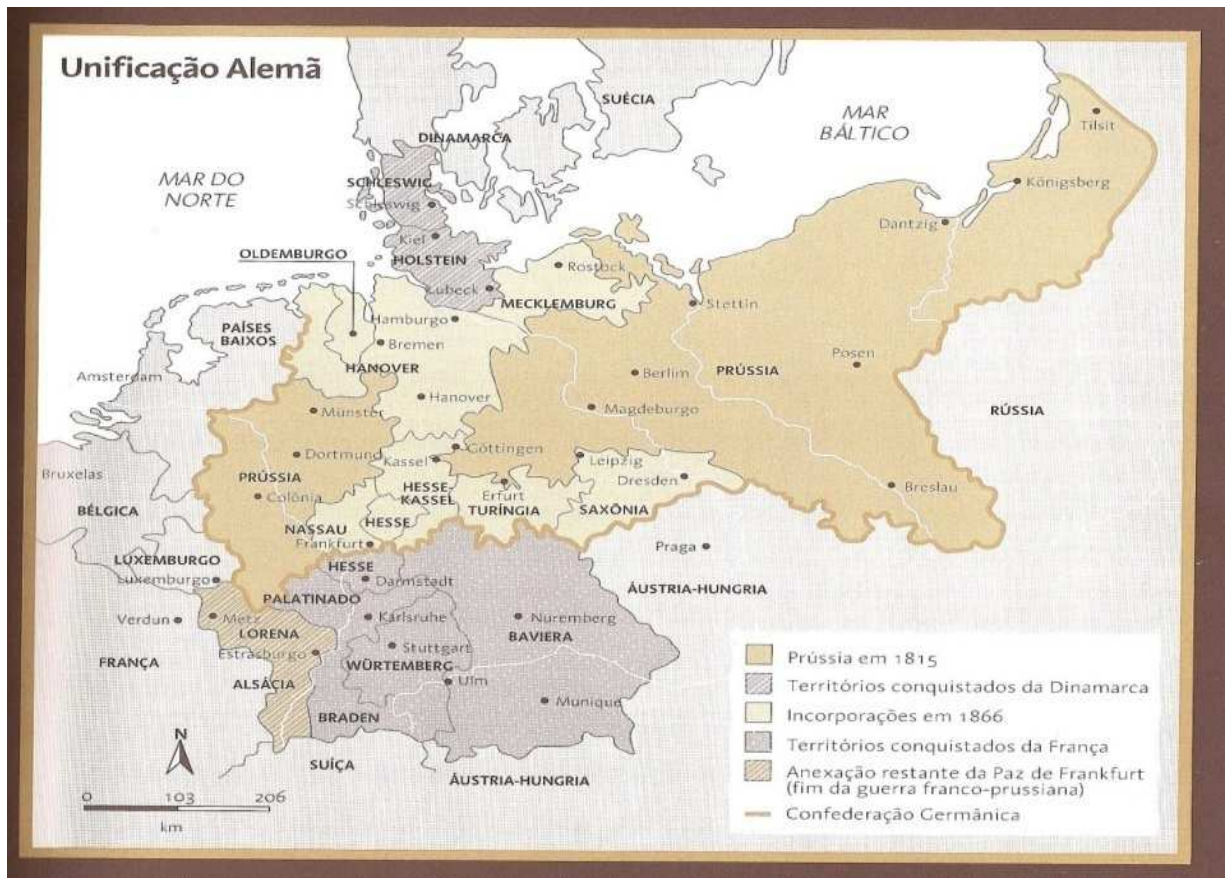 Unificação Alemã
SUÉCIA
MAR
BÁLTICO
Tilsit
DINAMARCA
MAR DO
NORTE
SCHLESWIG
Schleswig
Königsberg
Dantzig
Kiel
OLDEMBURGO
HOLSTEIN
Rostock
Lubeck
MECKLEMBURG
Stettin
Hamburgo
PAÍSES
BAIXOS
Bremen
HANOVER
Posen
Amsterdam
Berlim
PRÚSSIA
Hanover
Magdeburgo
RÚSSIA
Münster
Dortmund
Göttingen
Kassel
Leipzig
Bruxelas
PRÚSSIA
HESSE
KASSEL
Dresden
Breslau
Colônia
Erfurt
BÉLGICA
NASSAU
HESSE
TURÍNGIA
SAXÔNIA
Frankfurt
Praga
LUXEMBURGO
Luxemburgo
HESSE
Darmstadt
ÁUSTRIA-HUNGRIA
PALATINADO
Verdun
Metz
Karlsruhe
Nuremberg
LORENA
BAVIERA
Estrasburgo
Stuttgart
FRANÇA
WÜRTEMBERG
ALSÁCIA
Ulm
Munique
BRADEN
N
SUÍÇA
ÁUSTRIA-HUNGRIA
0 103 206
km
Prússia em 1815
Territórios conquistados da Dinamarca
Incorporações em 1866
Territórios conquistados da França
Anexação restante da Paz de Frankfurt
(fim da guerra franco-prussiana)
Confederação Germânica